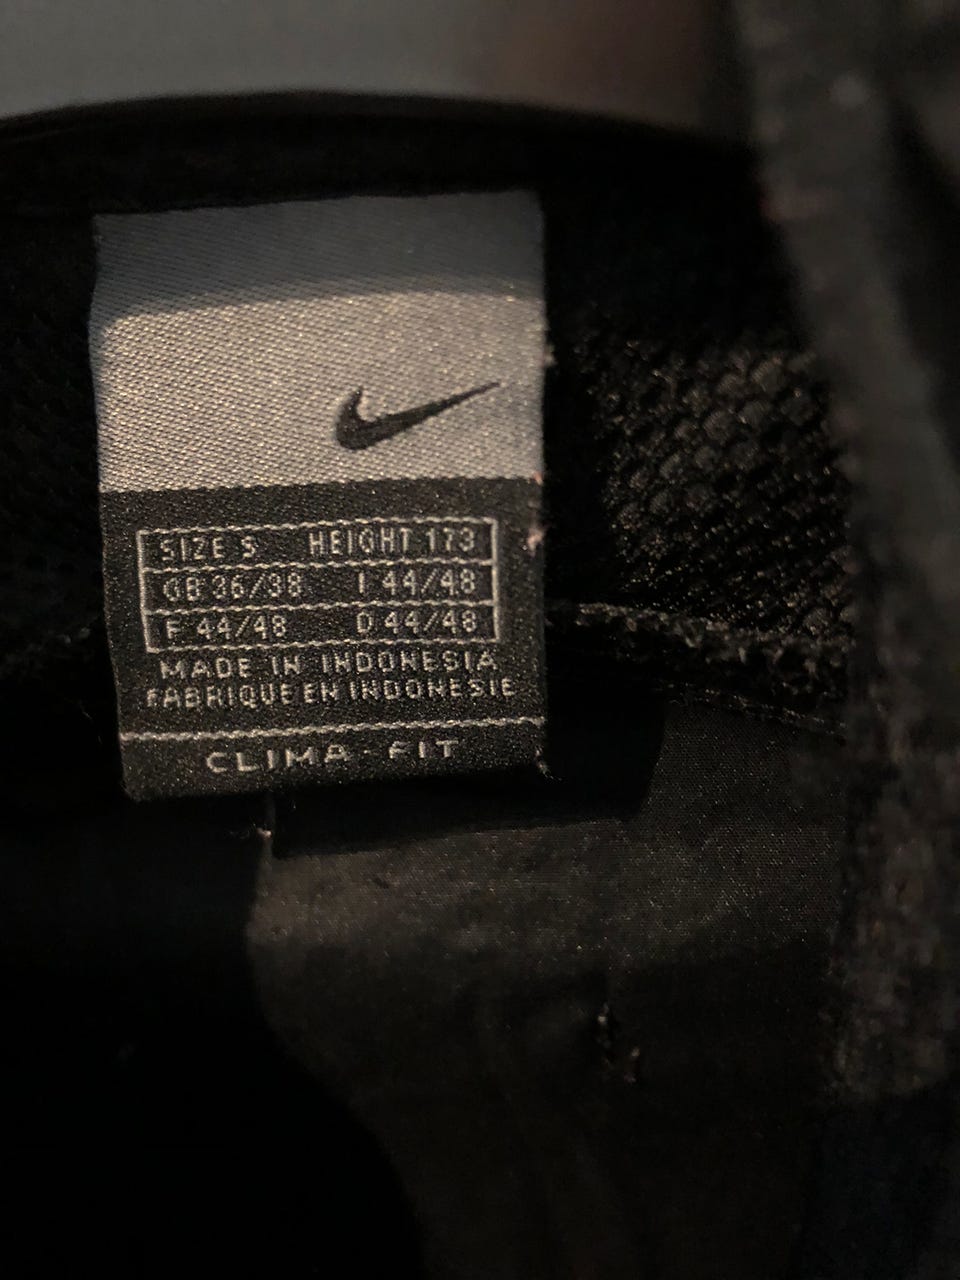 SIZE S HEIGHT 173
GB 36/38 I 44/48
F 44/48 D 44/48
MADE IN INDONESIA
FABRIQUE EN INDONESIE
CLIMA-FIT